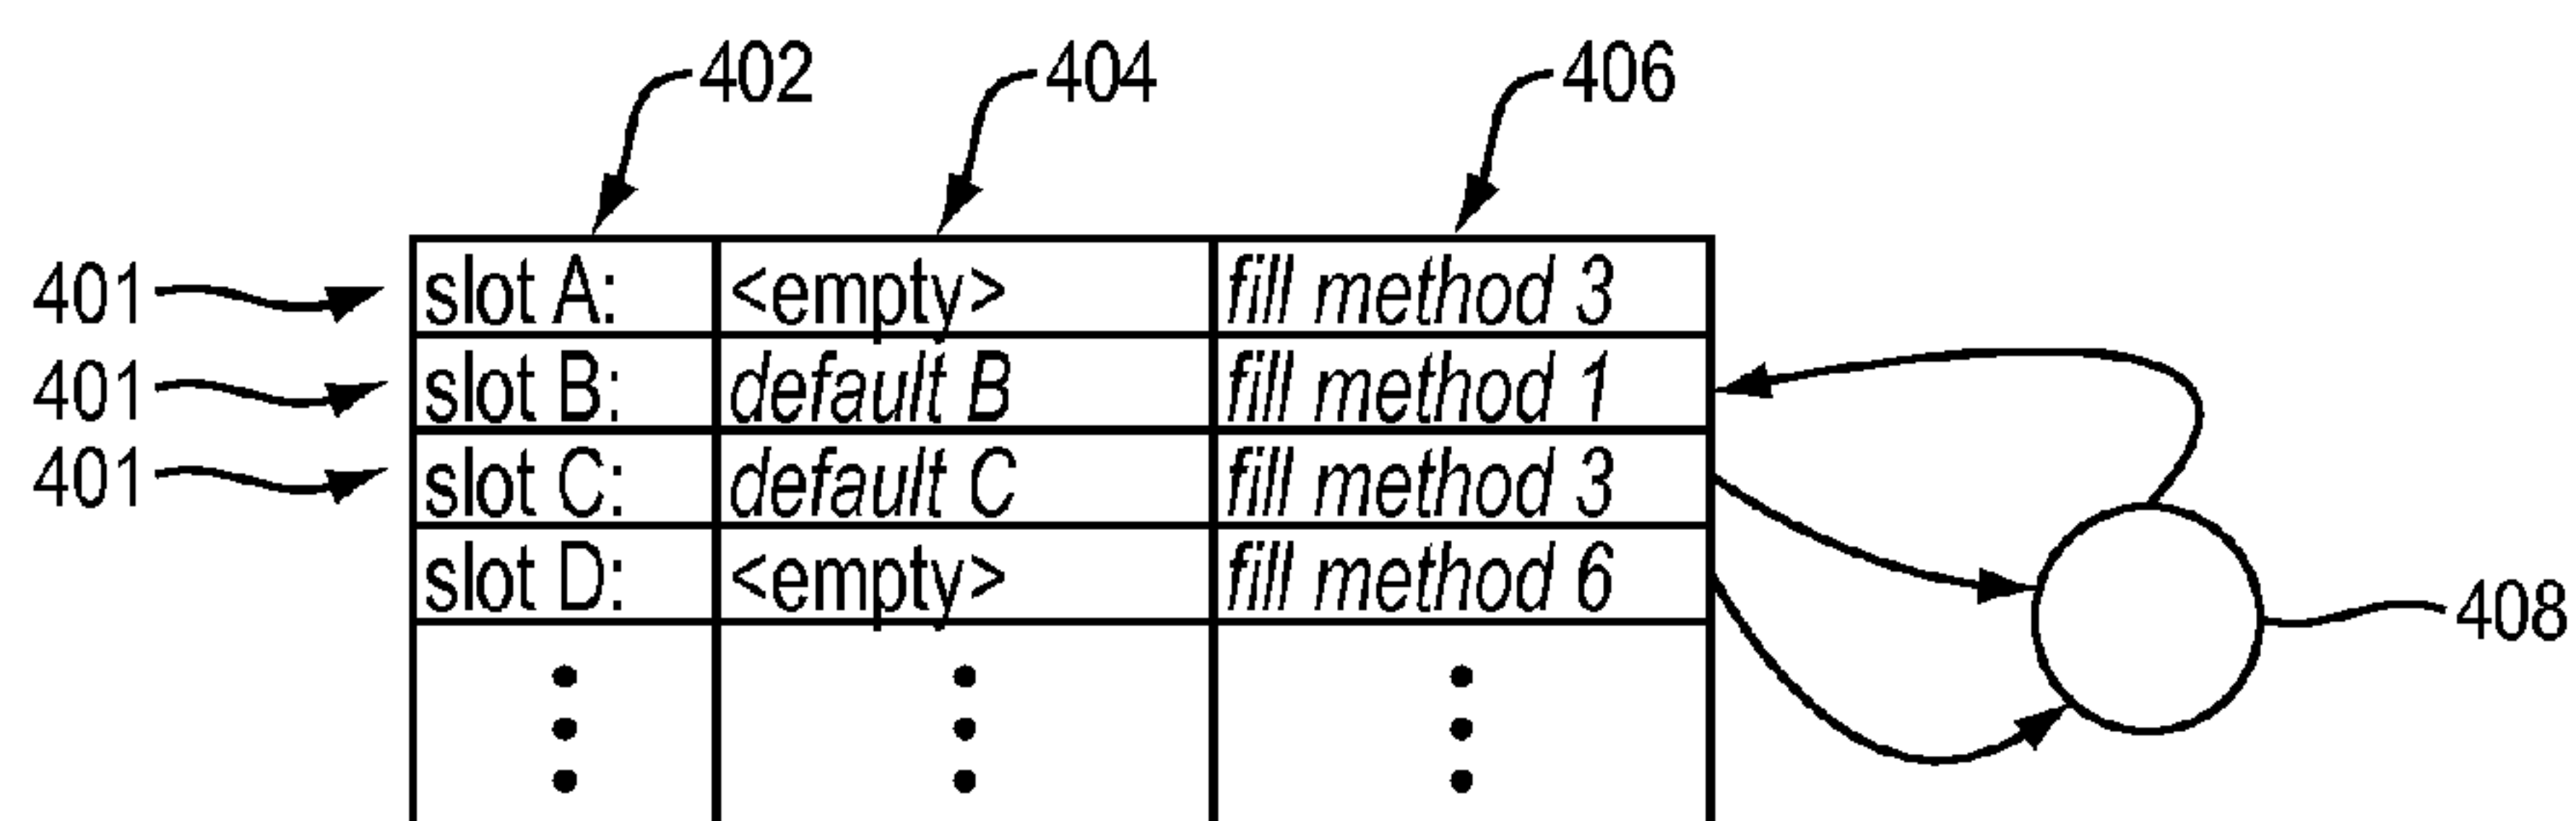 402 404 406
401 slot A: <empty> fill method 3
401 slot B: default B fill method 1
401 slot C: default C fill method 3
slot D: <empty> fill method 6
408